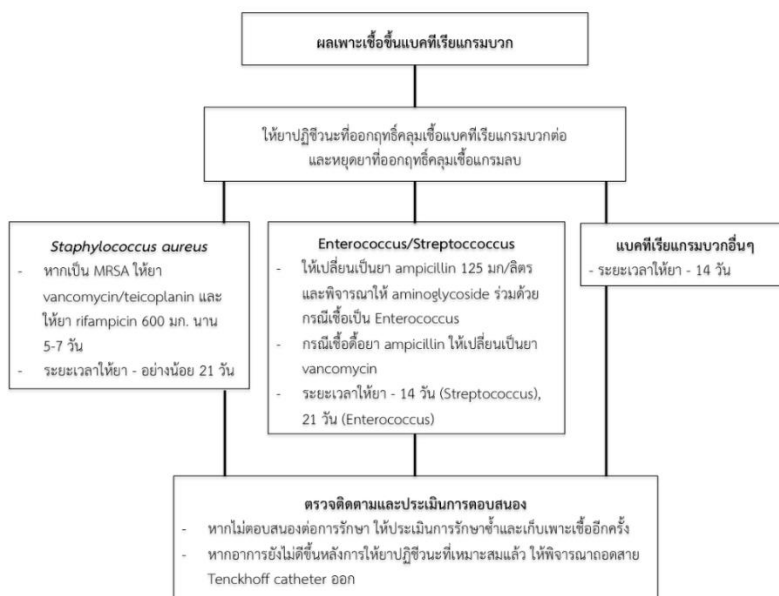 ผลเพาะเชื้อขึ้นแบคทีเรียแกรมบวก
ให้ยาปฏิชีวนะที่ออกฤทธิ์คลุมเชื้อแบคทีเรียแกรมบวกต่อ
และหยุดยาที่ออกฤทธิ์คลุมเชื้อแกรมลบ
Staphylococcus aureus
- หากเป็น MRSA ให้ยา
vancomycin/teicoplanin และ
ให้ยา rifampicin 600 มก. นาน
5-7 วัน
- ระยะเวลาให้ยา - อย่างน้อย 21 วัน
Enterococcus/Streptoccoccus
- ให้เปลี่ยนเป็นยา ampicillin 125 มก/ลิตร
และพิจารณาให้ aminoglycoside ร่วมด้วย
กรณีเชื้อเป็น Enterococcus
- กรณีเชื้อดื้อยา ampicillin ให้เปลี่ยนเป็นยา
vancomycin
- ระยะเวลาให้ยา - 14 วัน (Streptococcus),
21 วัน (Enterococcus)
แบคทีเรียแกรมบวกอื่นๆ
- ระยะเวลาให้ยา - 14 วัน
ตรวจติดตามและประเมินการตอบสนอง
- หากไม่ตอบสนองต่อการรักษา ให้ประเมินการรักษาซ้ำและเก็บเพาะเชื้ออีกครั้ง
- หากอาการยังไม่ดีขึ้นหลังการให้ยาปฏิชีวนะที่เหมาะสมแล้ว ให้พิจารณาถอดสาย
Tenckhoff catheter ออก